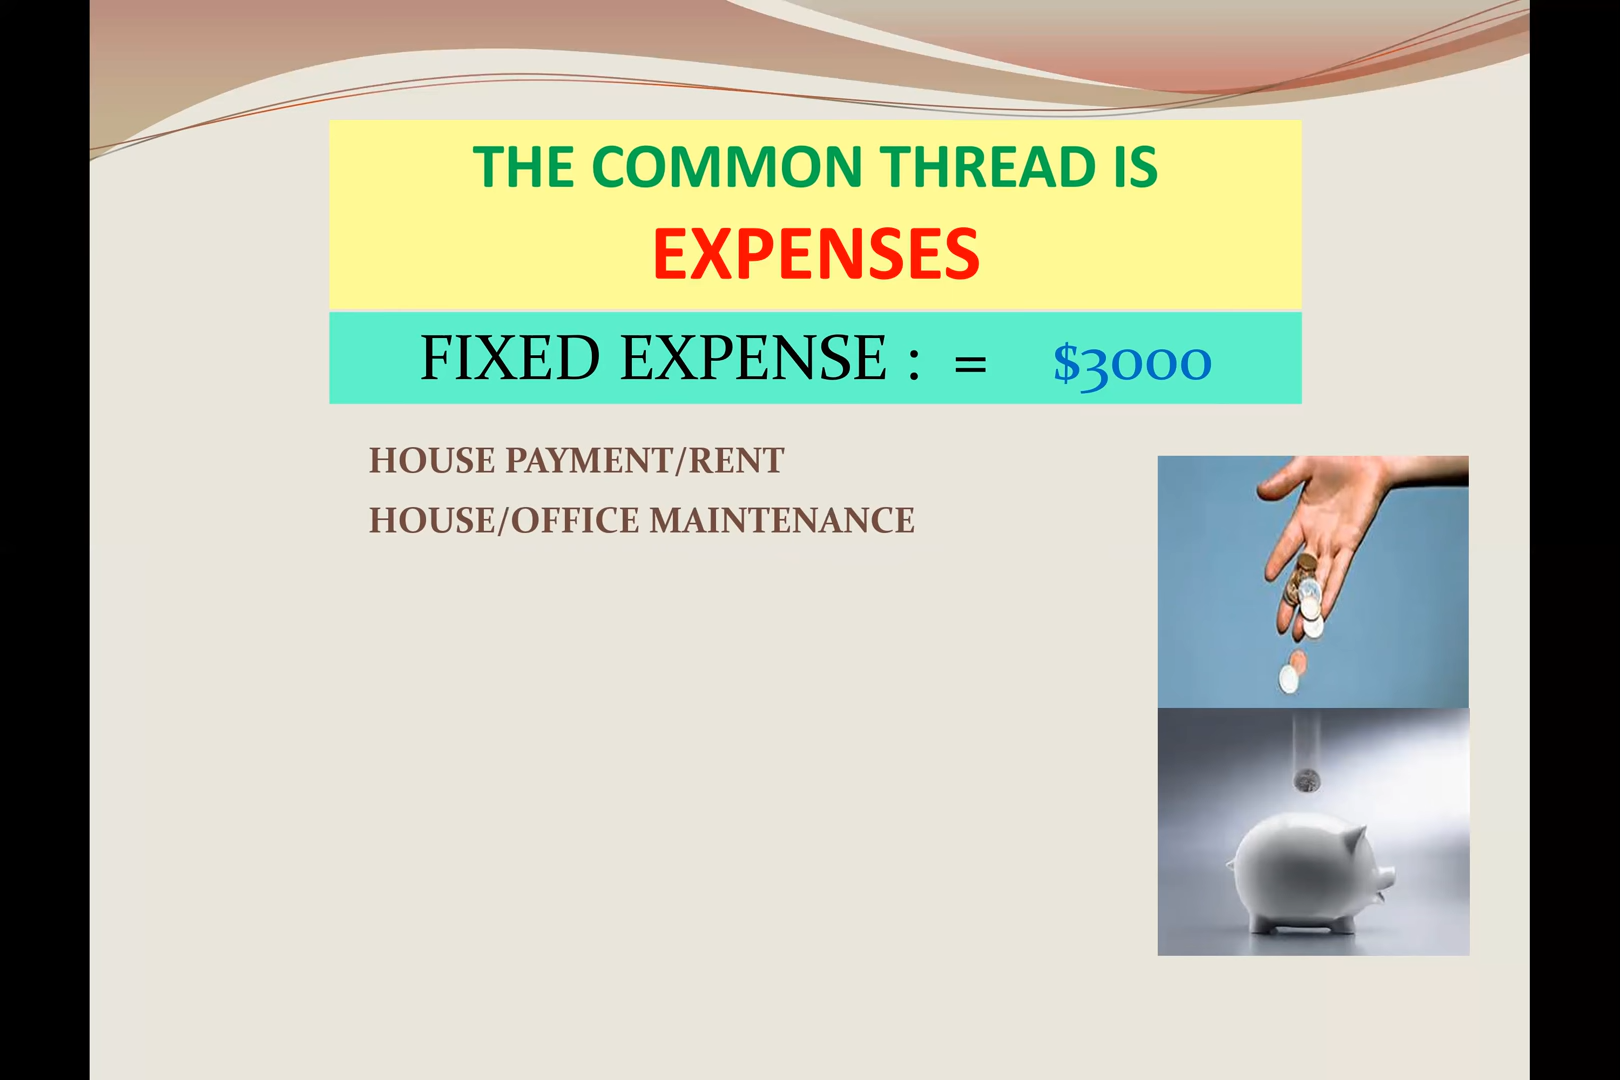 THE COMMON THREAD IS
EXPENSES
FIXED EXPENSE : = $3000
HOUSE PAYMENT/RENT
HOUSE/OFFICE MAINTENANCE